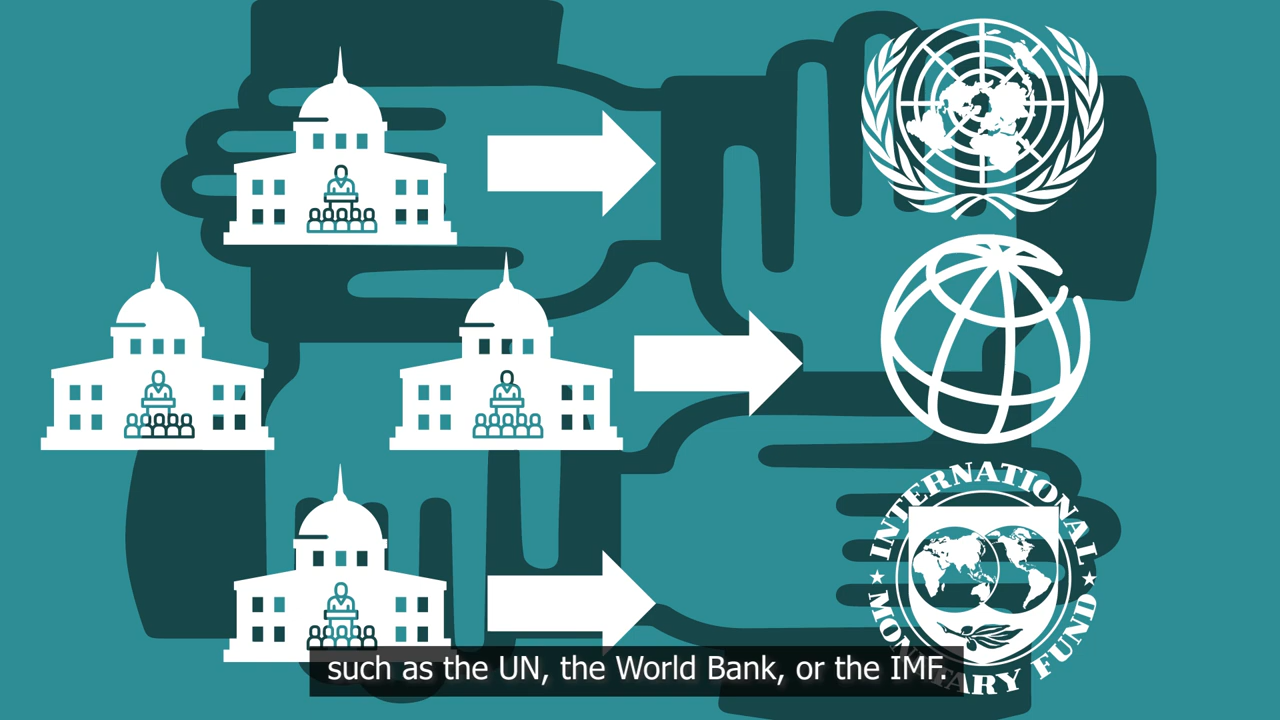 INTERNATIONAL
MONETARY FUND
such as the UN, the World Bank, or the IMF.